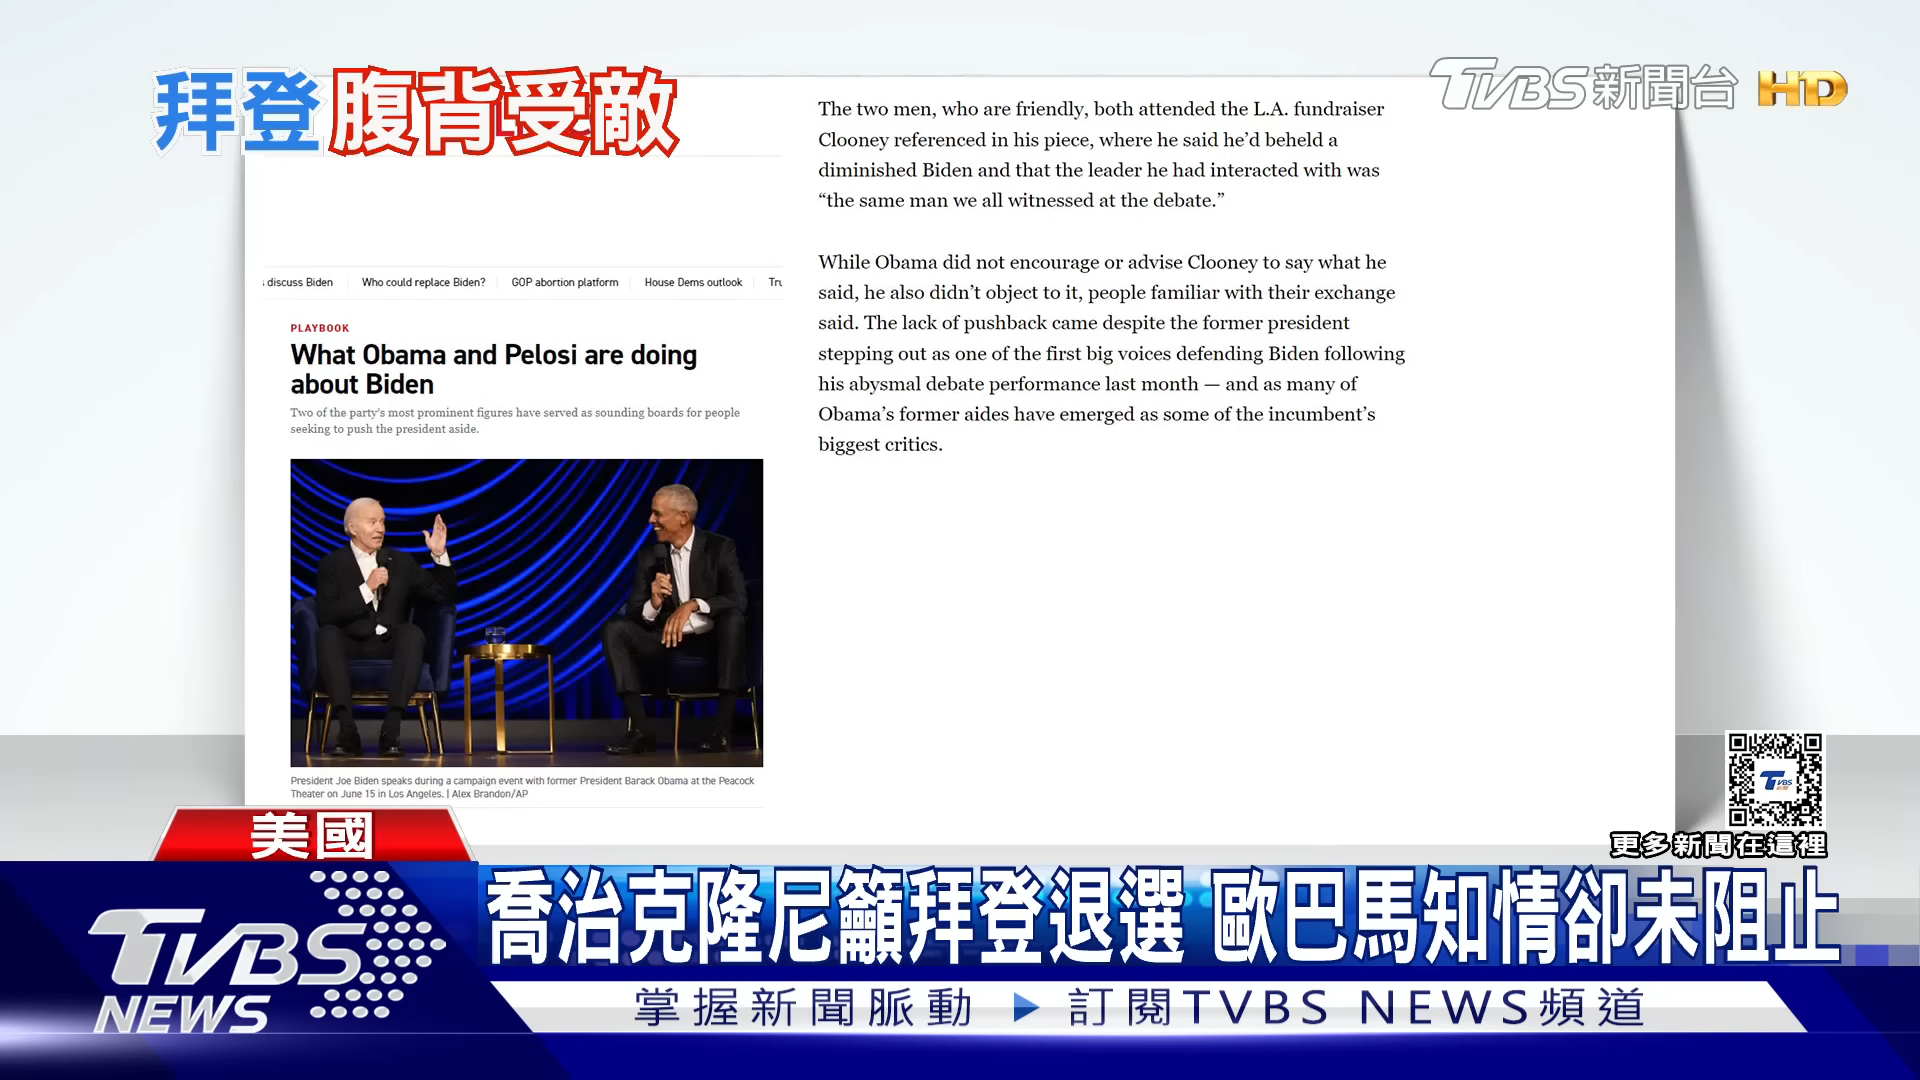 拜登腹背受敵
TVBS新聞台 HD
The two men, who are friendly, both attended the L.A. fundraiser
Clooney referenced in his piece, where he said he’d beheld a
diminished Biden and that the leader he had interacted with was
“the same man we all witnessed at the debate.”
While Obama did not encourage or advise Clooney to say what he
said, he also didn’t object to it, people familiar with their exchange
said. The lack of pushback came despite the former president
stepping out as one of the first big voices defending Biden following
his abysmal debate performance last month — and as many of
Obama’s former aides have emerged as some of the incumbent’s
biggest critics.
discuss Biden Who could replace Biden? GOP abortion platform House Dems outlook
PLAYBOOK
What Obama and Pelosi are doing
about Biden
Two of the party’s most prominent figures have served as sounding boards for people
seeking to push the president aside.
President Joe Biden speaks during a campaign event with former President Barack Obama at the Peacock
Theater on June 15 in Los Angeles. | Alex Brandon/AP
TVBS
新聞
更多新聞在這裡
美國
喬治克隆尼籲拜登退選 歐巴馬知情卻未阻止
TVBS
NEWS
掌握新聞脈動 ▶ 訂閱TVBS NEWS頻道